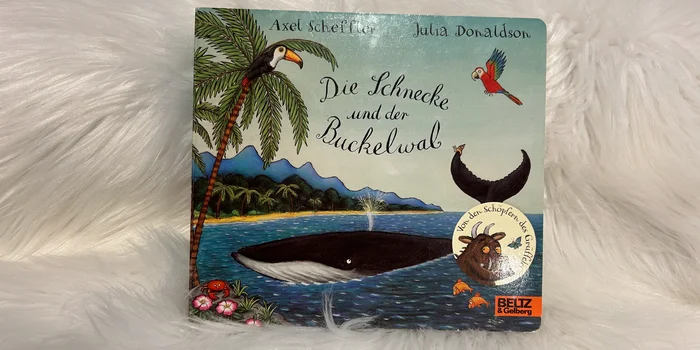 Axel Scheffler Julia Donaldson
Die Schnecke
und der
Buckelwal
Von den Schöpfern des Grüffelo
BELTZ
& Gelberg